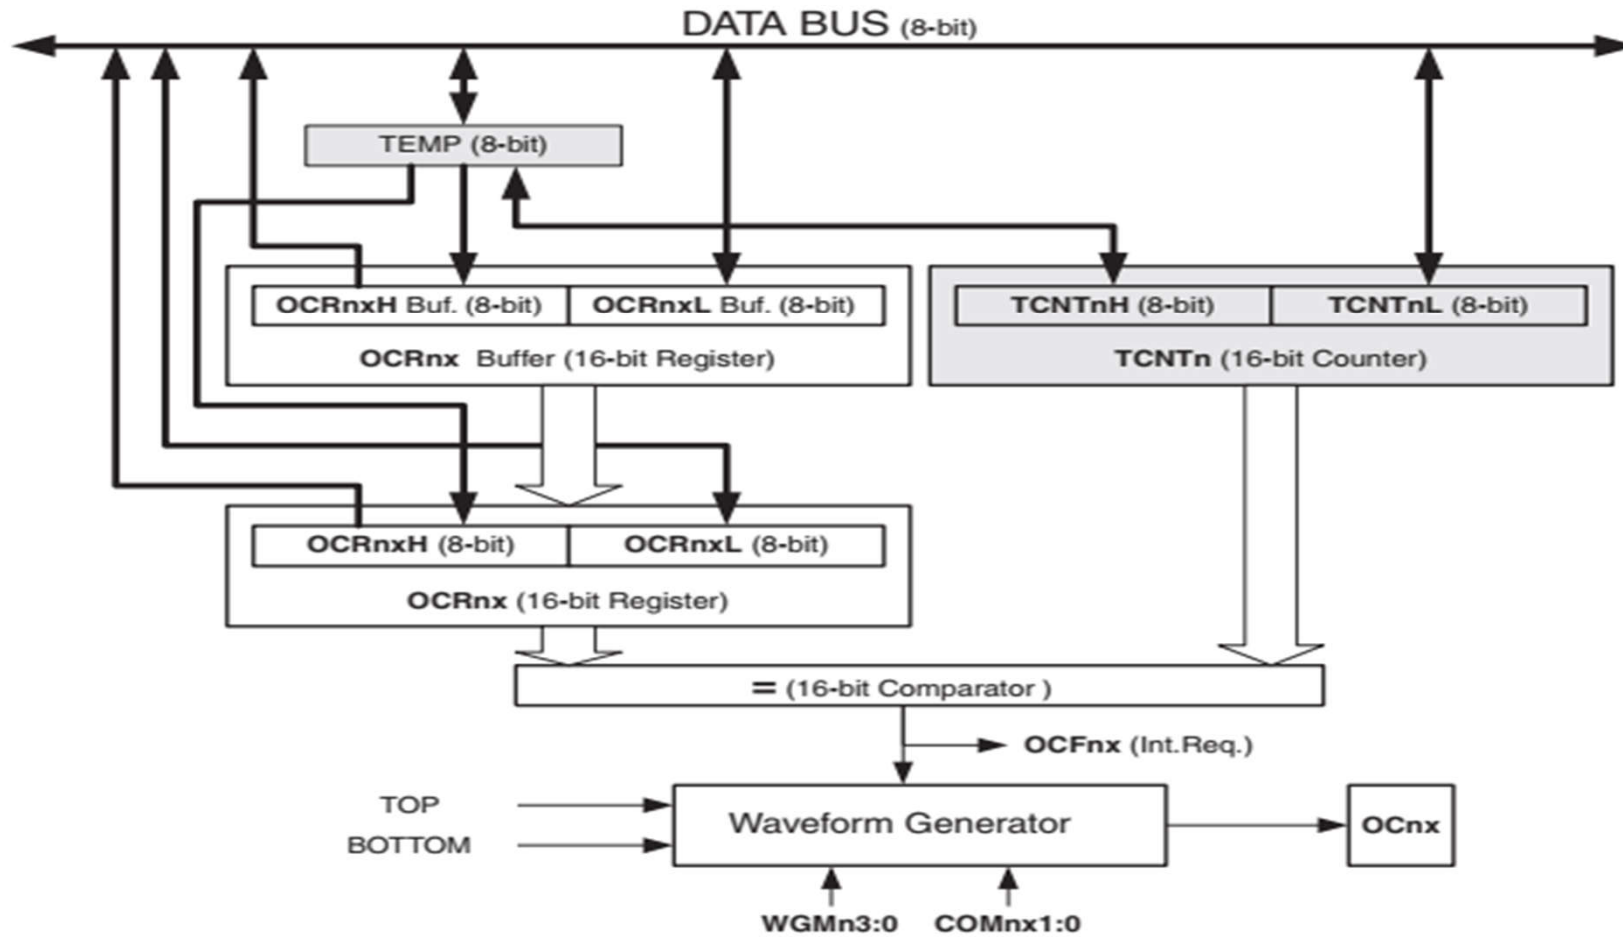 DATA BUS (8-bit)
TEMP (8-bit)
OCRnxH Buf. (8-bit)
OCRnxL Buf. (8-bit)
TCNTnH (8-bit)
TCNTnL (8-bit)
OCRnx Buffer (16-bit Register)
TCNTn (16-bit Counter)
OCRnxH (8-bit)
OCRnxL (8-bit)
OCRnx (16-bit Register)
= (16-bit Comparator )
OCFnx (Int.Req.)
TOP
BOTTOM
Waveform Generator
OCnx
WGMn3:0
COMnx1:0